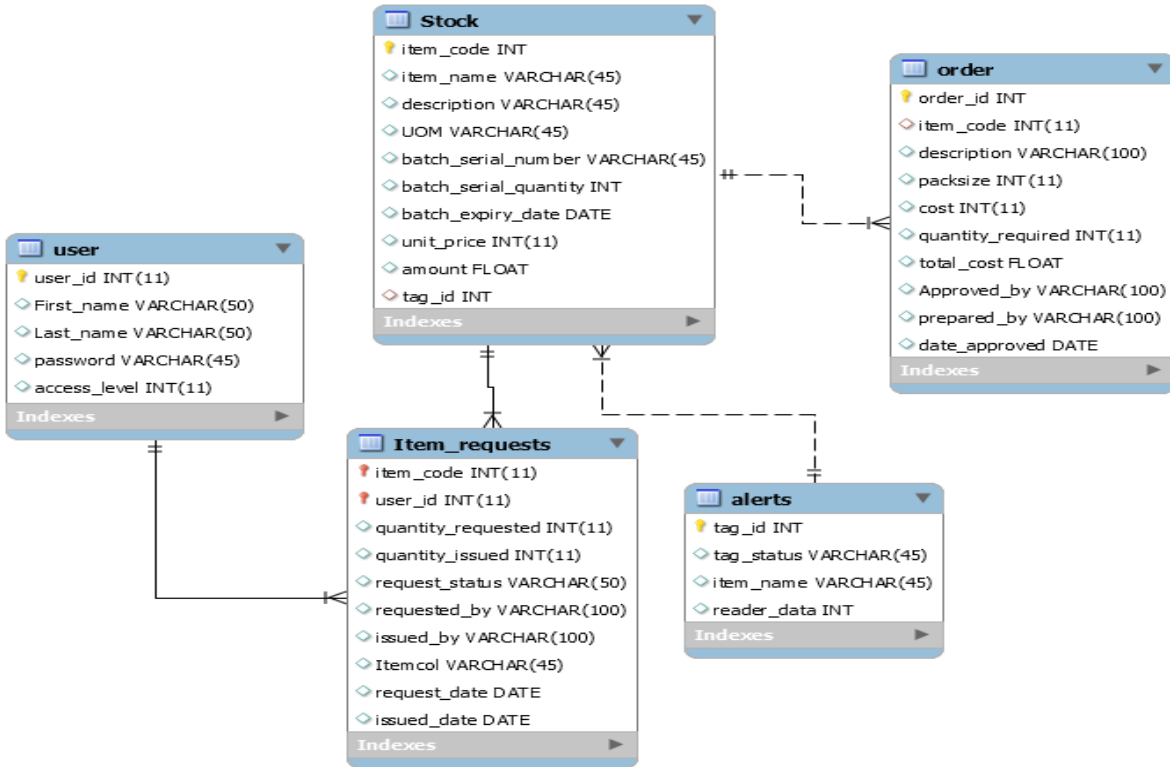 Stock
item_code INT
item_name VARCHAR(45)
description VARCHAR(45)
UOM VARCHAR(45)
batch_serial_number VARCHAR(45)
batch_serial_quantity INT
batch_expiry_date DATE
unit_price INT(11)
amount FLOAT
tag_id INT
Indexes
order
order_id INT
item_code INT(11)
description VARCHAR(100)
packsize INT(11)
cost INT(11)
quantity_required INT(11)
total_cost FLOAT
Approved_by VARCHAR(100)
prepared_by VARCHAR(100)
date_approved DATE
Indexes
user
user_id INT(11)
First_name VARCHAR(50)
Last_name VARCHAR(50)
password VARCHAR(45)
access_level INT(11)
Indexes
Item_requests
item_code INT(11)
user_id INT(11)
quantity_requested INT(11)
quantity_issued INT(11)
request_status VARCHAR(50)
requested_by VARCHAR(100)
issued_by VARCHAR(100)
Itemcol VARCHAR(45)
request_date DATE
issued_date DATE
Indexes
alerts
tag_id INT
tag_status VARCHAR(45)
item_name VARCHAR(45)
reader_data INT
Indexes